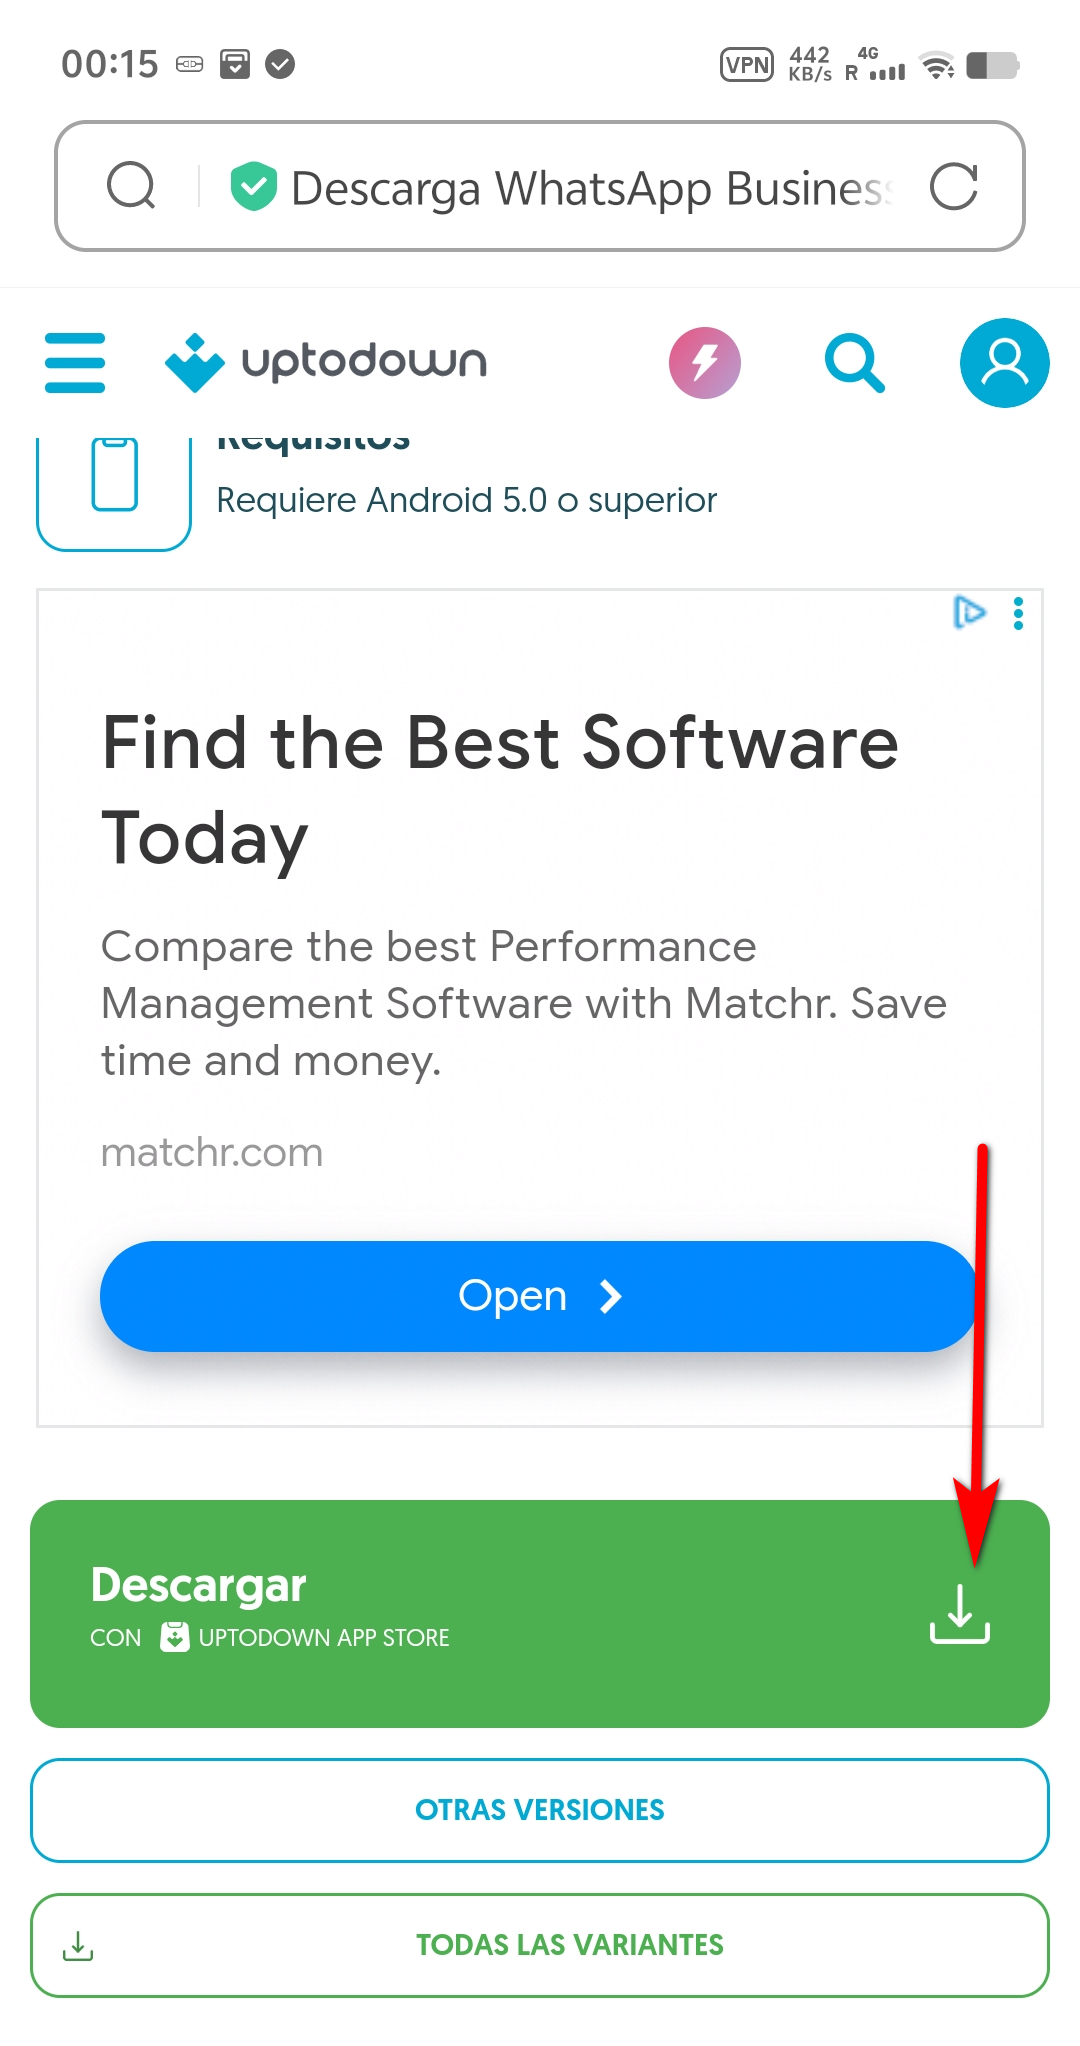 00:15
VPN
442
KB/s
4G
R
Descarga WhatsApp Business
uptodown
Requisitos
Requiere Android 5.0 o superior
Find the Best Software
Today
Compare the best Performance
Management Software with Matchr. Save
time and money.
matchr.com
Open
Descargar
CON UPTODOWN APP STORE
OTRAS VERSIONES
TODAS LAS VARIANTES